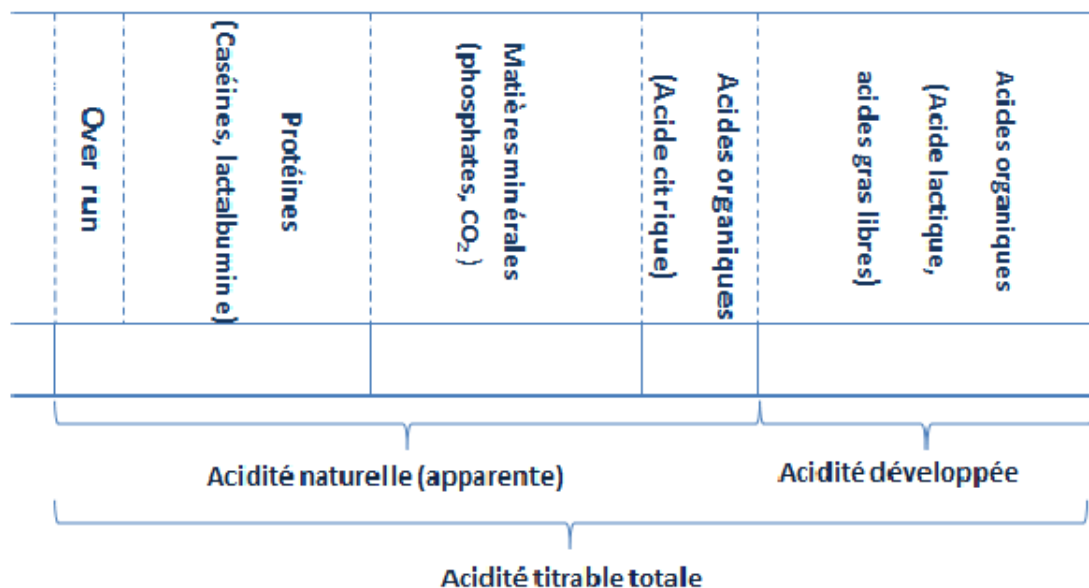 Over run
Protéines
(Caséines, lactalbumine)
Matières minérales
(phosphates, CO₂)
Acides organiques
(Acide citrique)
Acides organiques
(Acide lactique,
acides gras libres)
Acidité naturelle (apparente)
Acidité développée
Acidité titrable totale